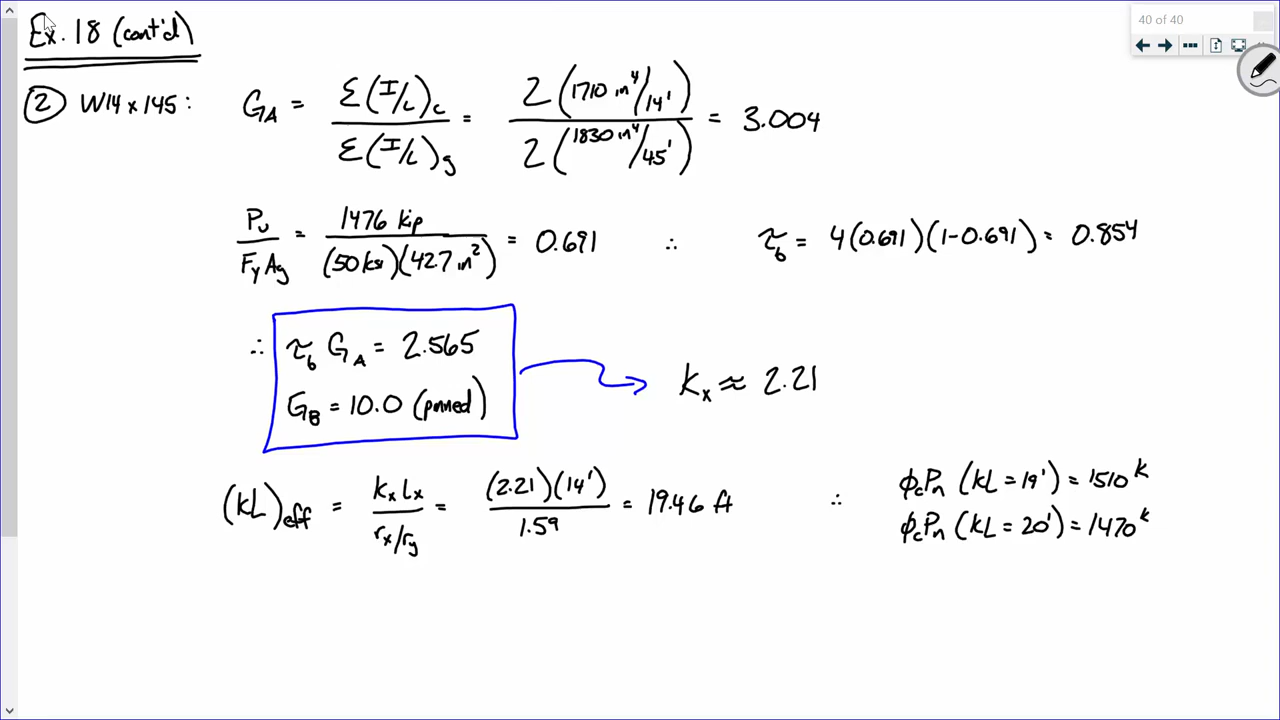 40 of 40
Ex. 18 (cont'd)
② W14 x 145 : G_A = Σ(I/L)_c / Σ(I/L)_g = 2(1710 in⁴/14') / 2(1830 in⁴/45') = 3.004
P_u / F_y A_g = 1476 kip / (50 ksi)(42.7 in²) = 0.691 ∴ τ_b = 4(0.691)(1-0.691) = 0.854
∴ τ_b G_A = 2.565
G_B = 10.0 (pinned)
K_x ≈ 2.21
(KL)_eff = K_x L_x / r_x/r_y = (2.21)(14') / 1.59 = 19.46 ft ∴ ϕ_c P_n (KL = 19') = 1510ᵏ
ϕ_c P_n (KL = 20') = 1470ᵏ